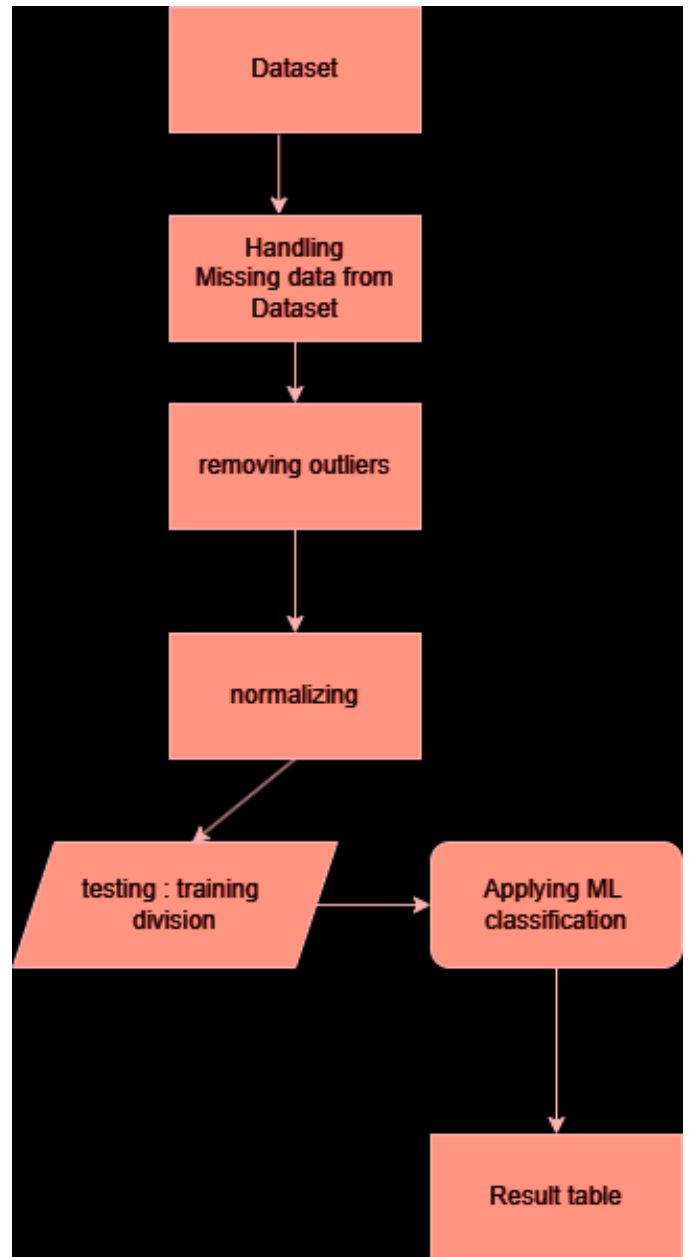 Dataset
Handling
Missing data from
Dataset
removing outliers
normalizing
testing : training
division
Applying ML
classification
Result table